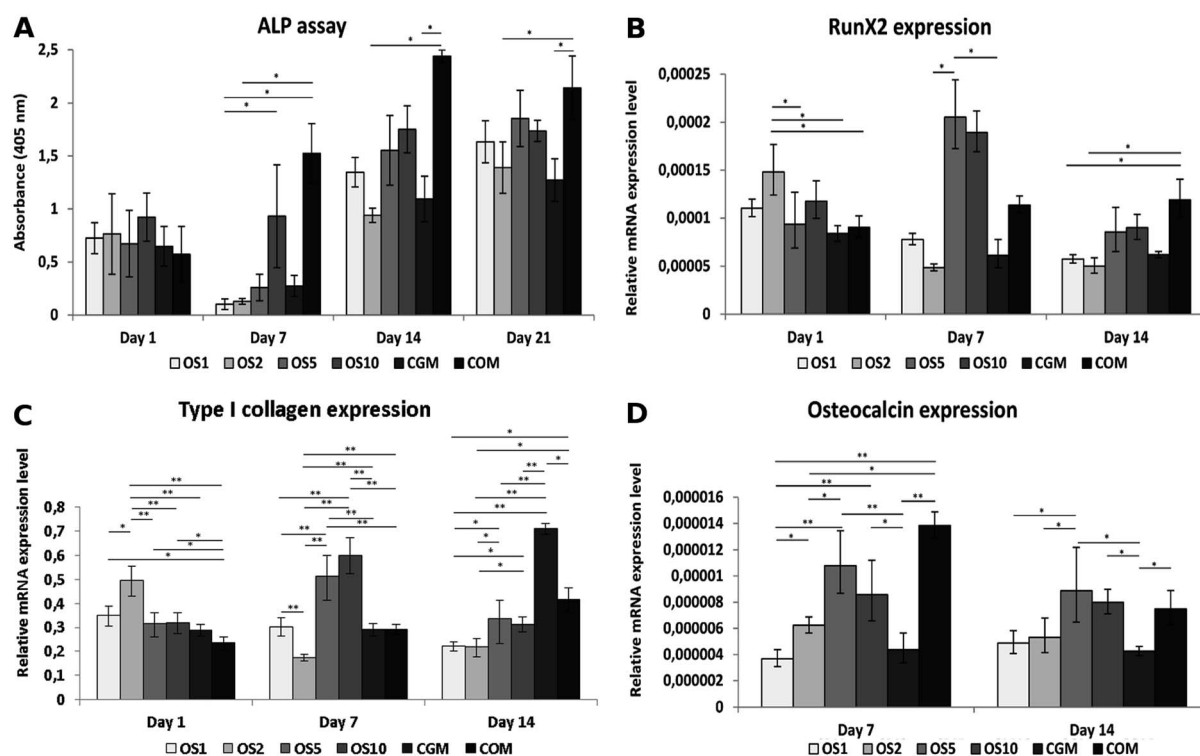 A
ALP assay
Absorbance (405 nm)
2,5
2
1,5
1
0,5
0
* * * * * * * *
Day 1 Day 7 Day 14 Day 21
OS1 OS2 OS5 OS10 CGM COM
B
RunX2 expression
Relative mRNA expression level
0,00025
0,0002
0,00015
0,0001
0,00005
0
* * * * * * *
Day 1 Day 7 Day 14
OS1 OS2 OS5 OS10 CGM COM
C
Type I collagen expression
Relative mRNA expression level
0,8
0,7
0,6
0,5
0,4
0,3
0,2
0,1
0
Day 1 Day 7 Day 14
OS1 OS2 OS5 OS10 CGM COM
D
Osteocalcin expression
Relative mRNA expression level
0,000016
0,000014
0,000012
0,00001
0,000008
0,000006
0,000004
0,000002
0
Day 7 Day 14
OS1 OS2 OS5 OS10 CGM COM